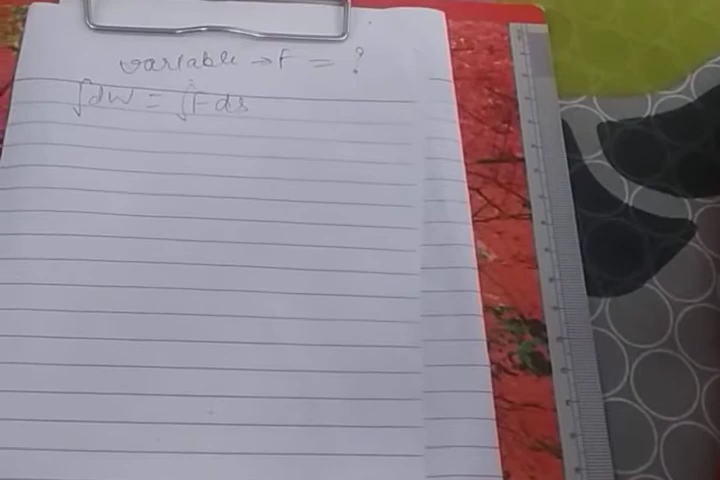 variable → F = ?
∫dW = ∫F ds